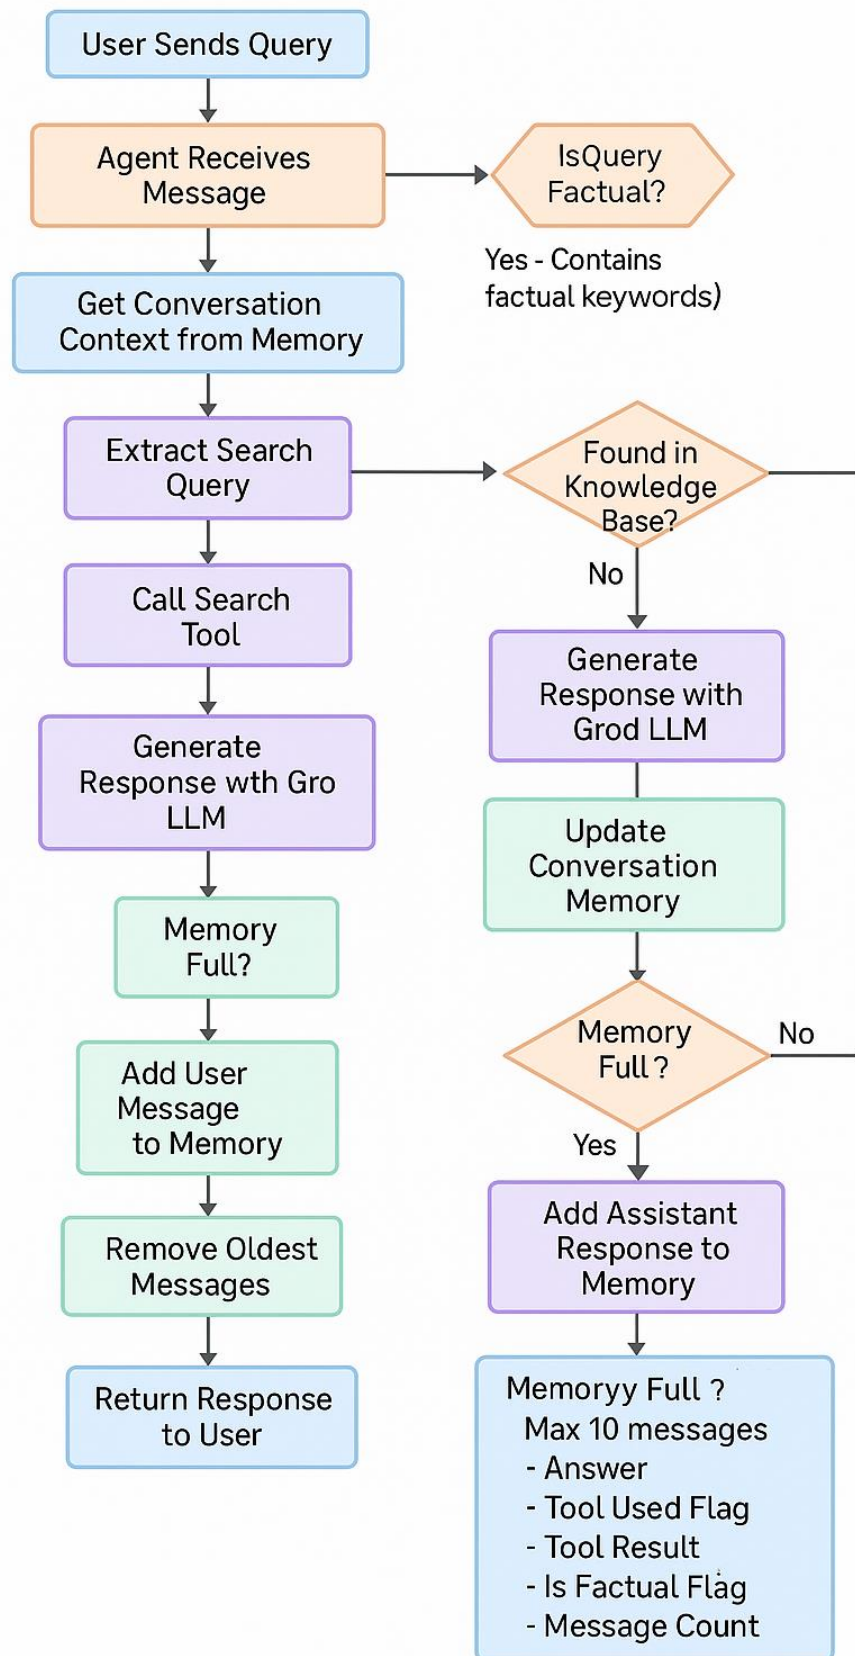 User Sends Query
Agent Receives
Message
IsQuery
Factual?
Yes - Contains
factual keywords)
Get Conversation
Context from Memory
Extract Search
Query
Found in
Knowledge
Base?
No
Call Search
Tool
Generate
Response with
Grod LLM
Generate
Response wth Gro
LLM
Update
Conversation
Memory
Memory
Full?
Memory
Full ?
No
Yes
Add User
Message
to Memory
Add Assistant
Response to
Memory
Remove Oldest
Messages
Return Response
to User
Memoryy Full ?
Max 10 messages
- Answer
- Tool Used Flag
- Tool Result
- Is Factual Flag
- Message Count